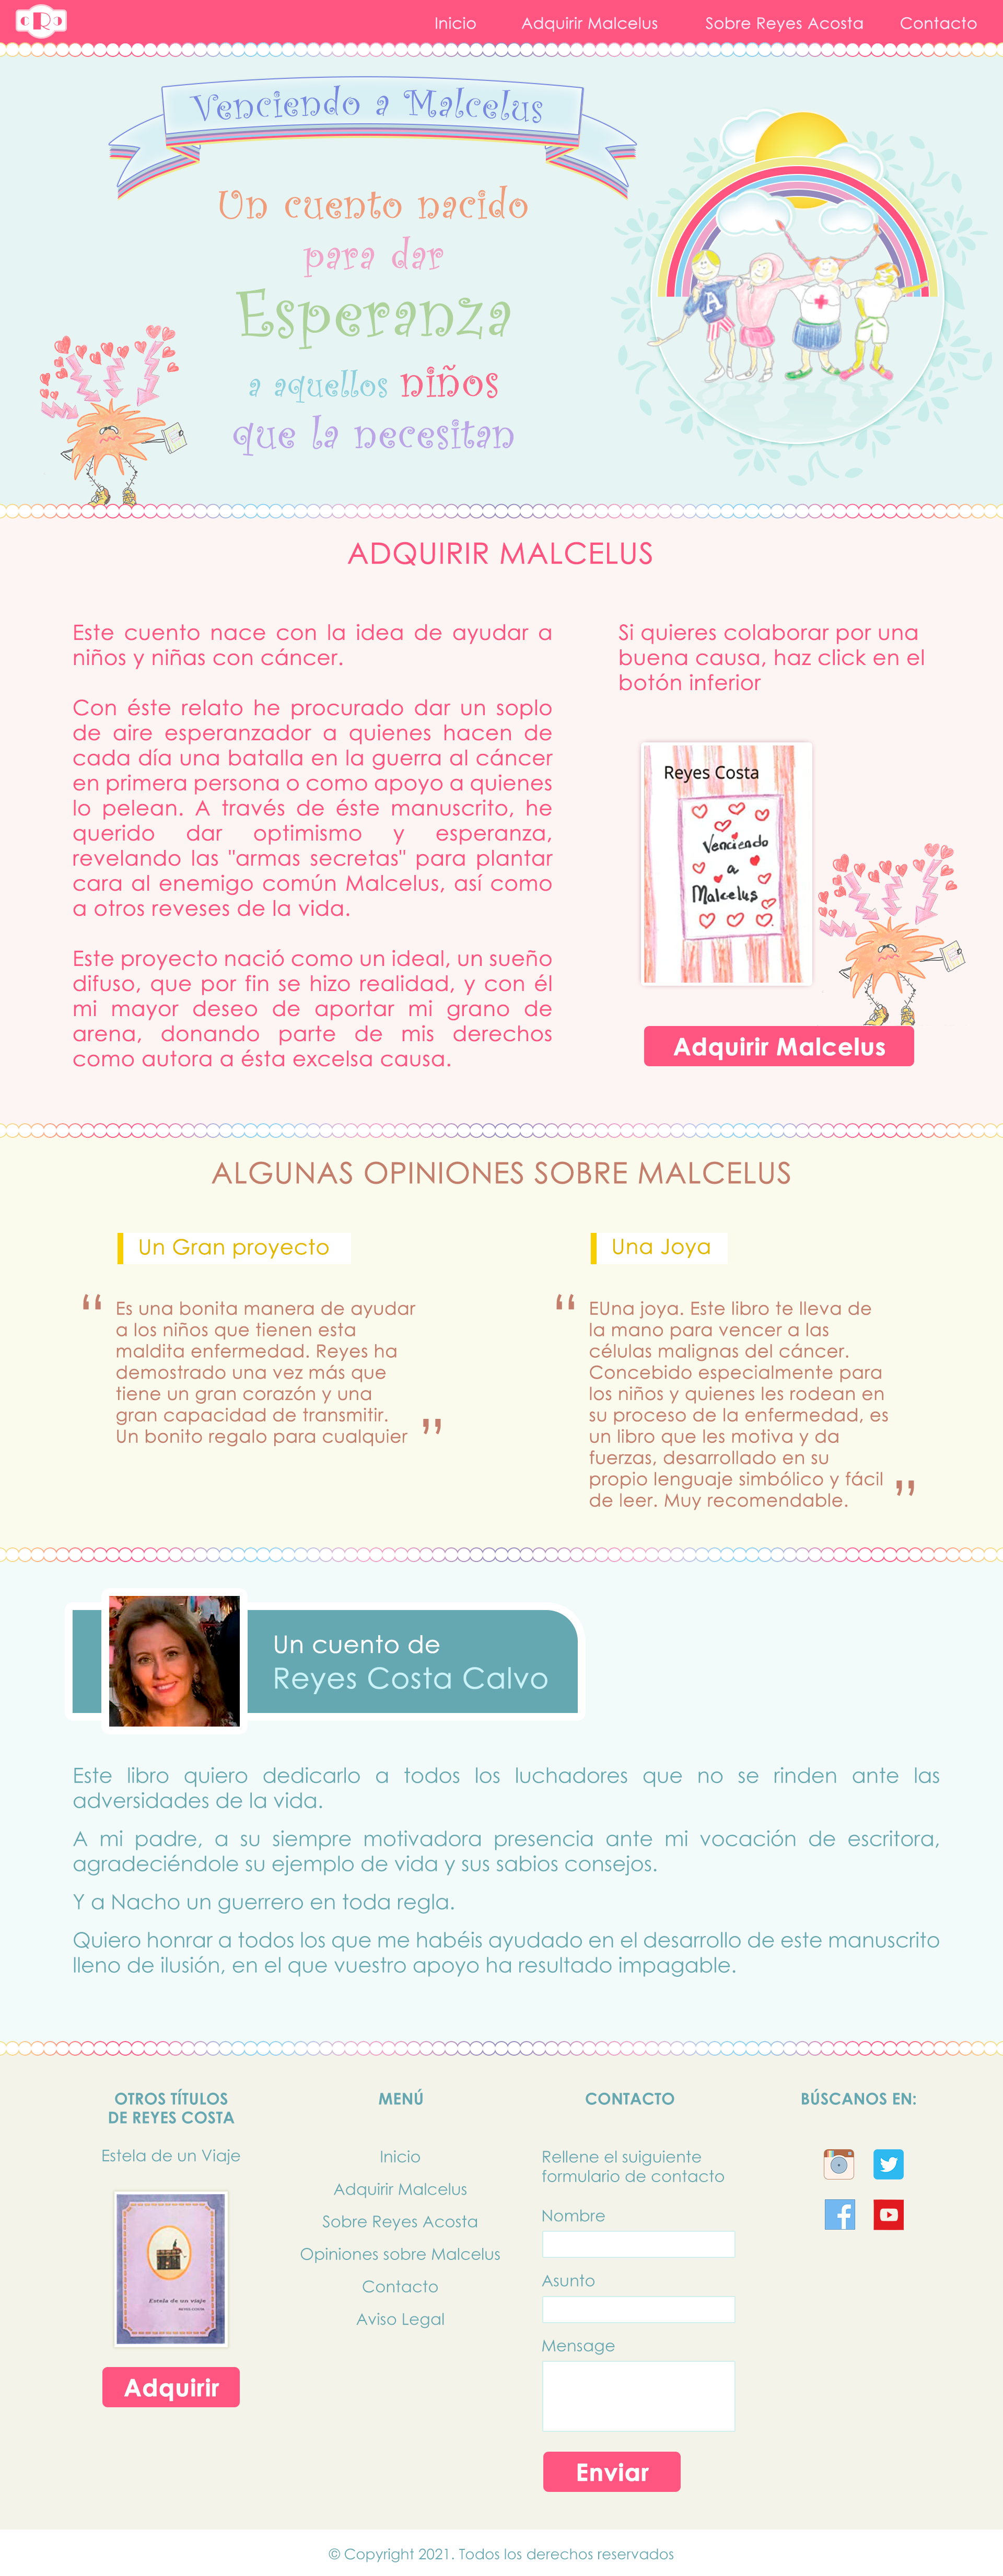 Inicio Adquirir Malcelus Sobre Reyes Acosta Contacto
Venciendo a Malcelus
Un cuento nacido
para dar
Esperanza
a aquellos niños
que la necesitan
A
ADQUIRIR MALCELUS
Este cuento nace con la idea de ayudar a
niños y niñas con cáncer.
Con éste relato he procurado dar un soplo
de aire esperanzador a quienes hacen de
cada día una batalla en la guerra al cáncer
en primera persona o como apoyo a quienes
lo pelean. A través de éste manuscrito, he
querido dar optimismo y esperanza,
revelando las "armas secretas" para plantar
cara al enemigo común Malcelus, así como
a otros reveses de la vida.
Este proyecto nació como un ideal, un sueño
difuso, que por fin se hizo realidad, y con él
mi mayor deseo de aportar mi grano de
arena, donando parte de mis derechos
como autora a ésta excelsa causa.
Si quieres colaborar por una
buena causa, haz click en el
botón inferior
Reyes Costa
Venciendo
a
Malcelus
Adquirir Malcelus
ALGUNAS OPINIONES SOBRE MALCELUS
Un Gran proyecto
“ Es una bonita manera de ayudar
a los niños que tienen esta
maldita enfermedad. Reyes ha
demostrado una vez más que
tiene un gran corazón y una
gran capacidad de transmitir.
Un bonito regalo para cualquier ”
Una Joya
“ EUna joya. Este libro te lleva de
la mano para vencer a las
células malignas del cáncer.
Concebido especialmente para
los niños y quienes les rodean en
su proceso de la enfermedad, es
un libro que les motiva y da
fuerzas, desarrollado en su
propio lenguaje simbólico y fácil
de leer. Muy recomendable. ”
Un cuento de
Reyes Costa Calvo
Este libro quiero dedicarlo a todos los luchadores que no se rinden ante las
adversidades de la vida.
A mi padre, a su siempre motivadora presencia ante mi vocación de escritora,
agradeciéndole su ejemplo de vida y sus sabios consejos.
Y a Nacho un guerrero en toda regla.
Quiero honrar a todos los que me habéis ayudado en el desarrollo de este manuscrito
lleno de ilusión, en el que vuestro apoyo ha resultado impagable.
OTROS TÍTULOS
DE REYES COSTA
Estela de un Viaje
Estela de un viaje
REYES COSTA
Adquirir
MENÚ
Inicio
Adquirir Malcelus
Sobre Reyes Acosta
Opiniones sobre Malcelus
Contacto
Aviso Legal
CONTACTO
Rellene el suiguiente
formulario de contacto
Nombre
Asunto
Mensage
Enviar
BÚSCANOS EN:
© Copyright 2021. Todos los derechos reservados